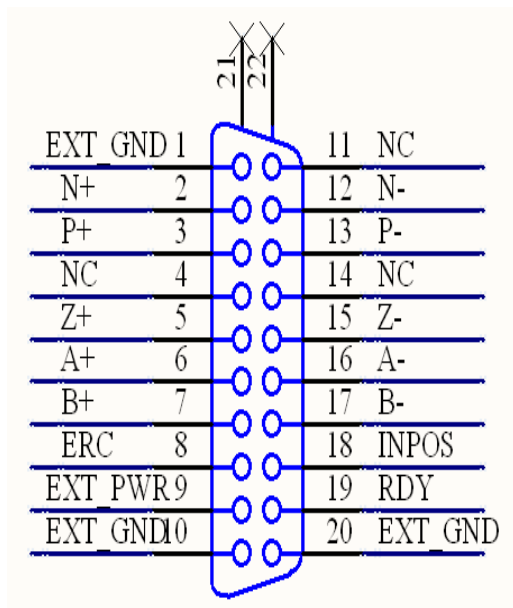 21 22
EXT_GND 1 11 NC
N+ 2 12 N-
P+ 3 13 P-
NC 4 14 NC
Z+ 5 15 Z-
A+ 6 16 A-
B+ 7 17 B-
ERC 8 18 INPOS
EXT_PWR 9 19 RDY
EXT_GND 10 20 EXT_GND